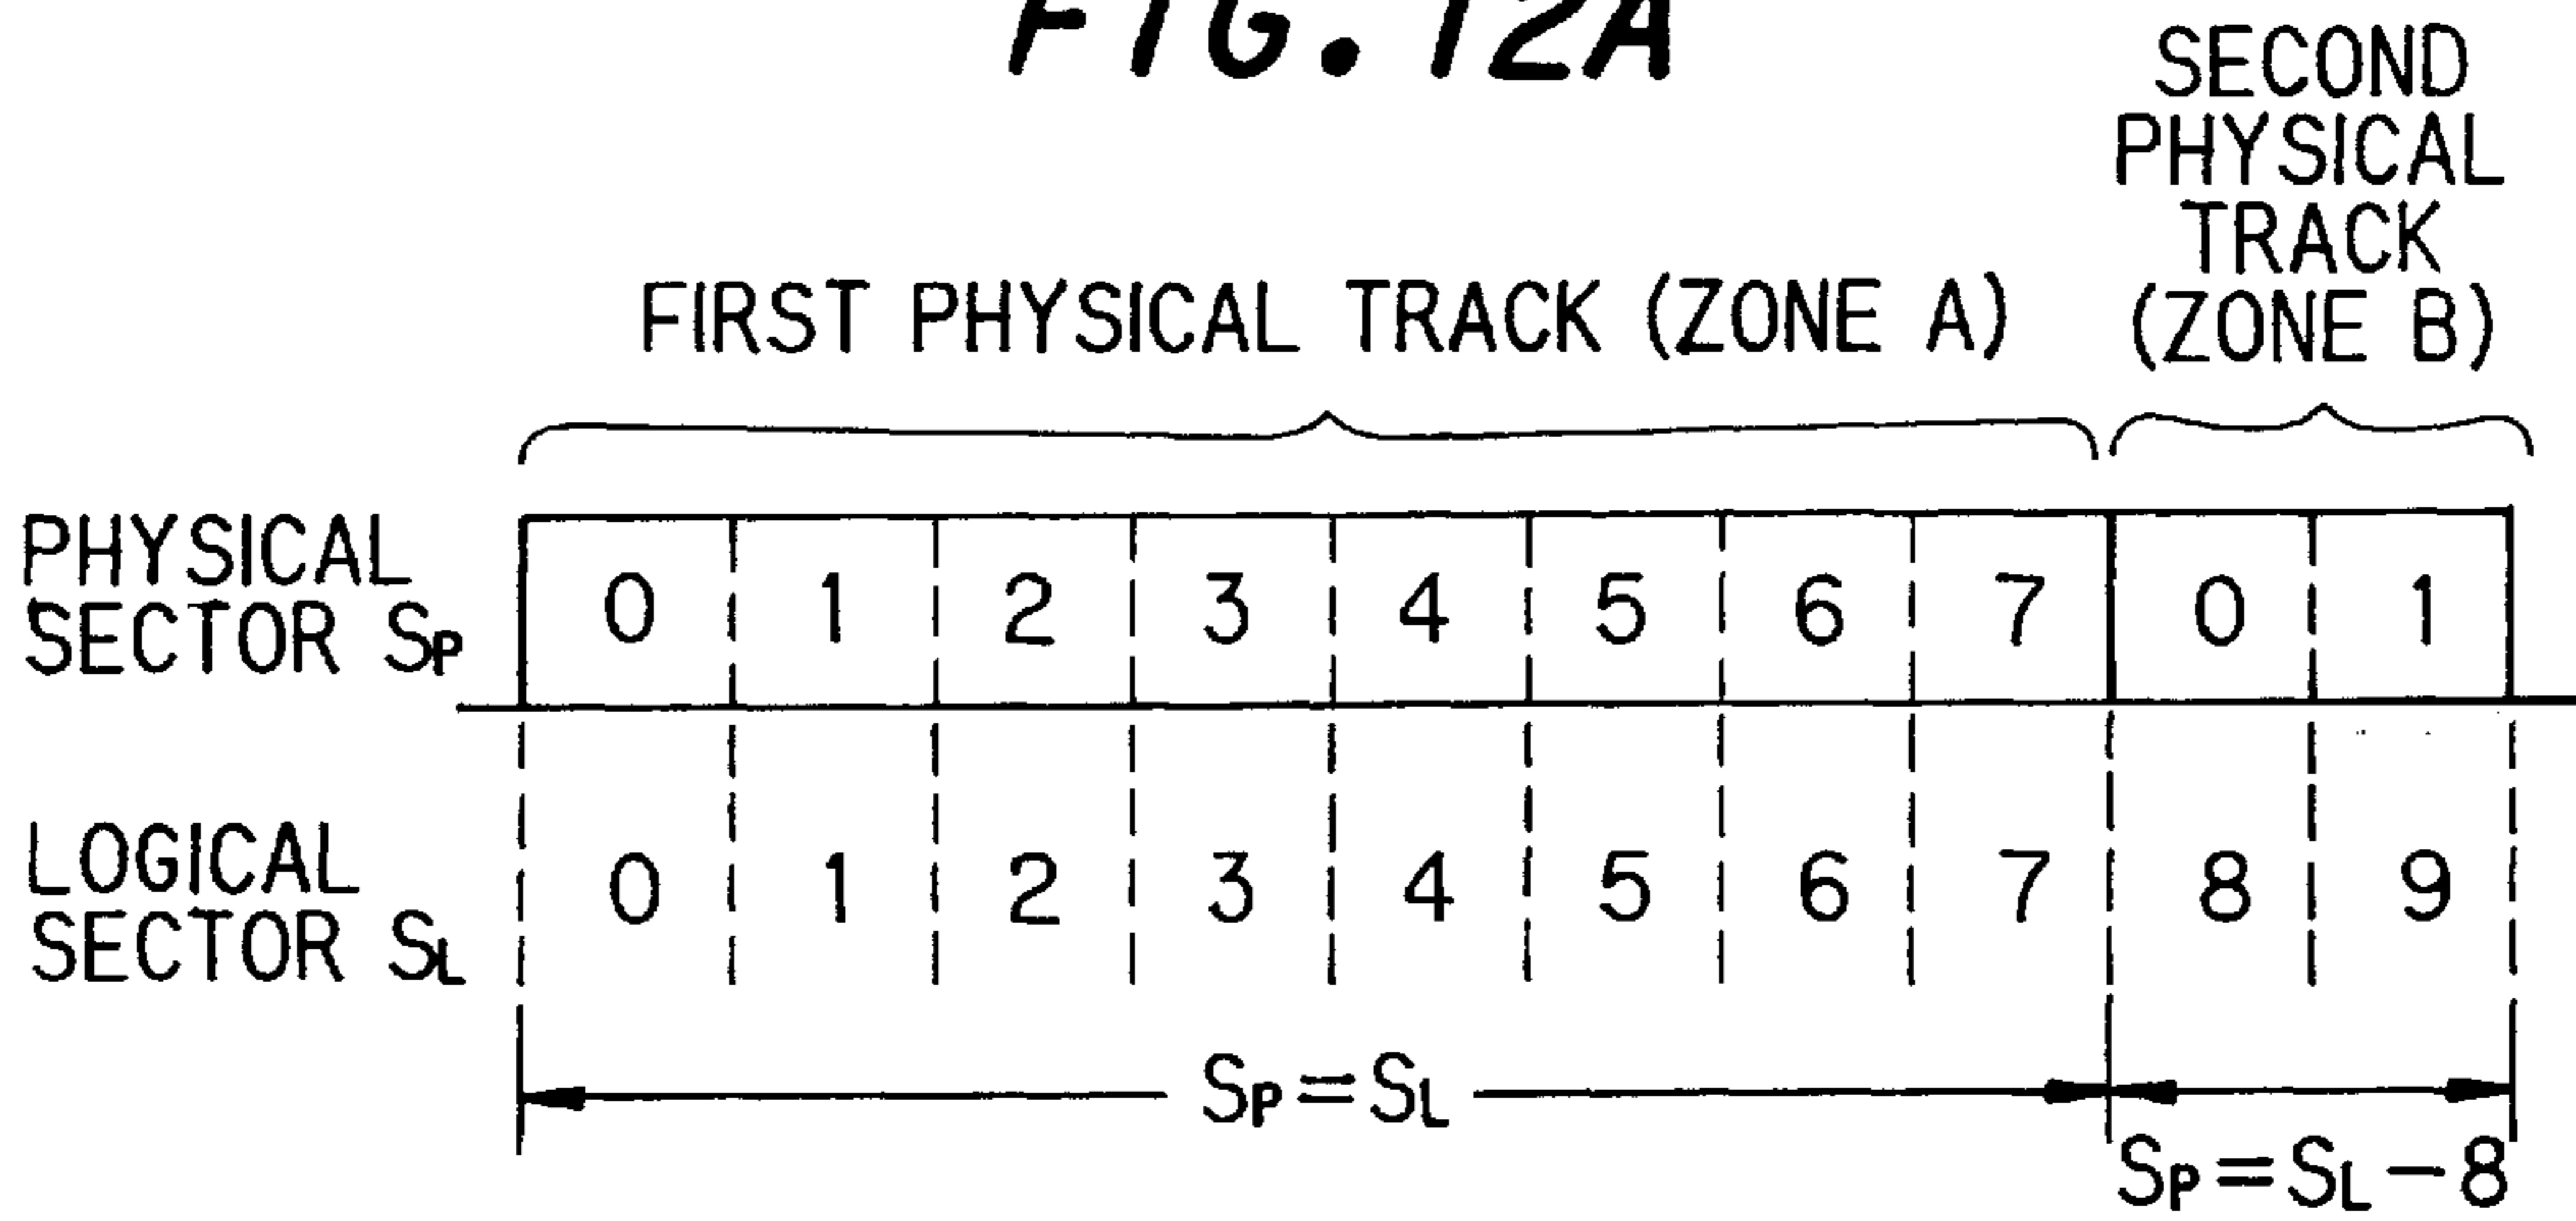 FIG. 12A
SECOND
PHYSICAL
TRACK
(ZONE B)
FIRST PHYSICAL TRACK (ZONE A)
PHYSICAL
SECTOR SP
0 1 2 3 4 5 6 7 0 1
LOGICAL
SECTOR SL
0 1 2 3 4 5 6 7 8 9
SP=SL
SP=SL-8